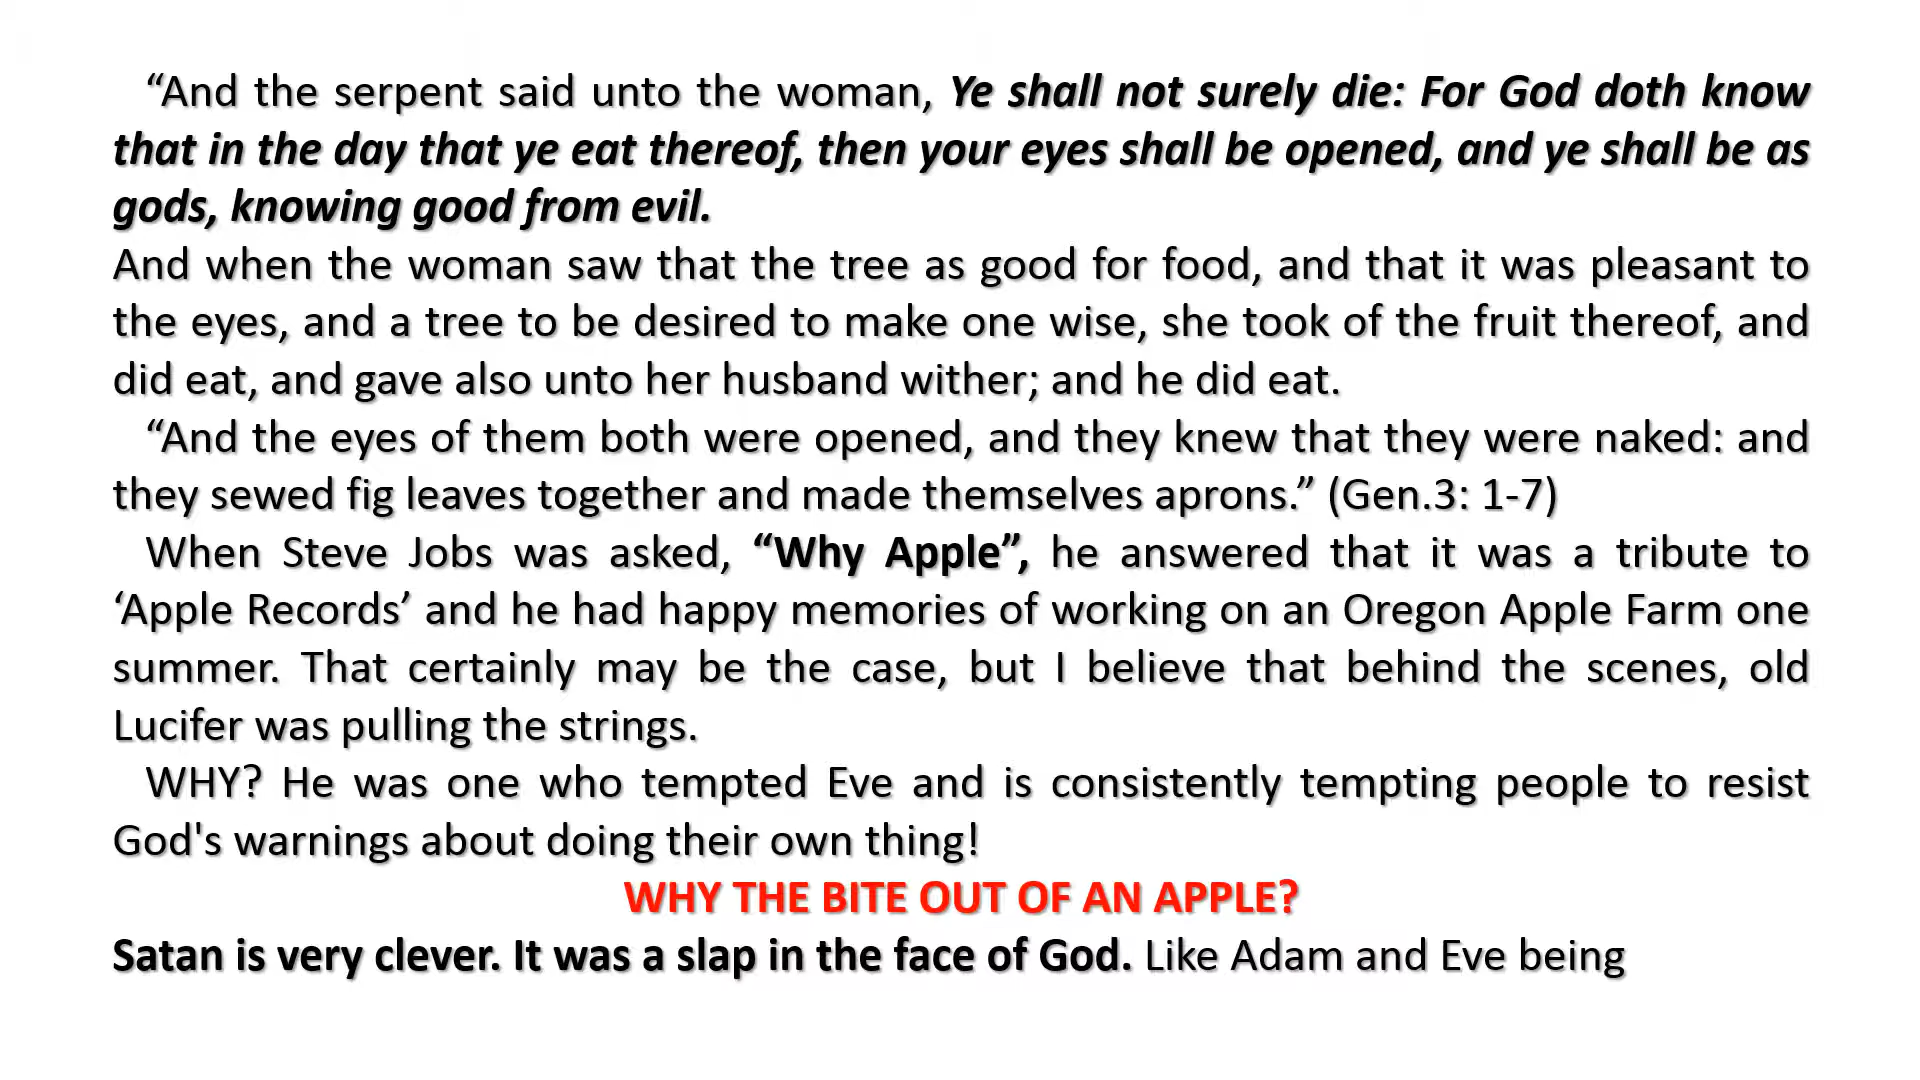 “And the serpent said unto the woman, Ye shall not surely die: For God doth know
that in the day that ye eat thereof, then your eyes shall be opened, and ye shall be as
gods, knowing good from evil.
And when the woman saw that the tree as good for food, and that it was pleasant to
the eyes, and a tree to be desired to make one wise, she took of the fruit thereof, and
did eat, and gave also unto her husband wither; and he did eat.
“And the eyes of them both were opened, and they knew that they were naked: and
they sewed fig leaves together and made themselves aprons.” (Gen.3: 1-7)
When Steve Jobs was asked, “Why Apple”, he answered that it was a tribute to
‘Apple Records’ and he had happy memories of working on an Oregon Apple Farm one
summer. That certainly may be the case, but I believe that behind the scenes, old
Lucifer was pulling the strings.
WHY? He was one who tempted Eve and is consistently tempting people to resist
God's warnings about doing their own thing!
WHY THE BITE OUT OF AN APPLE?
Satan is very clever. It was a slap in the face of God. Like Adam and Eve being